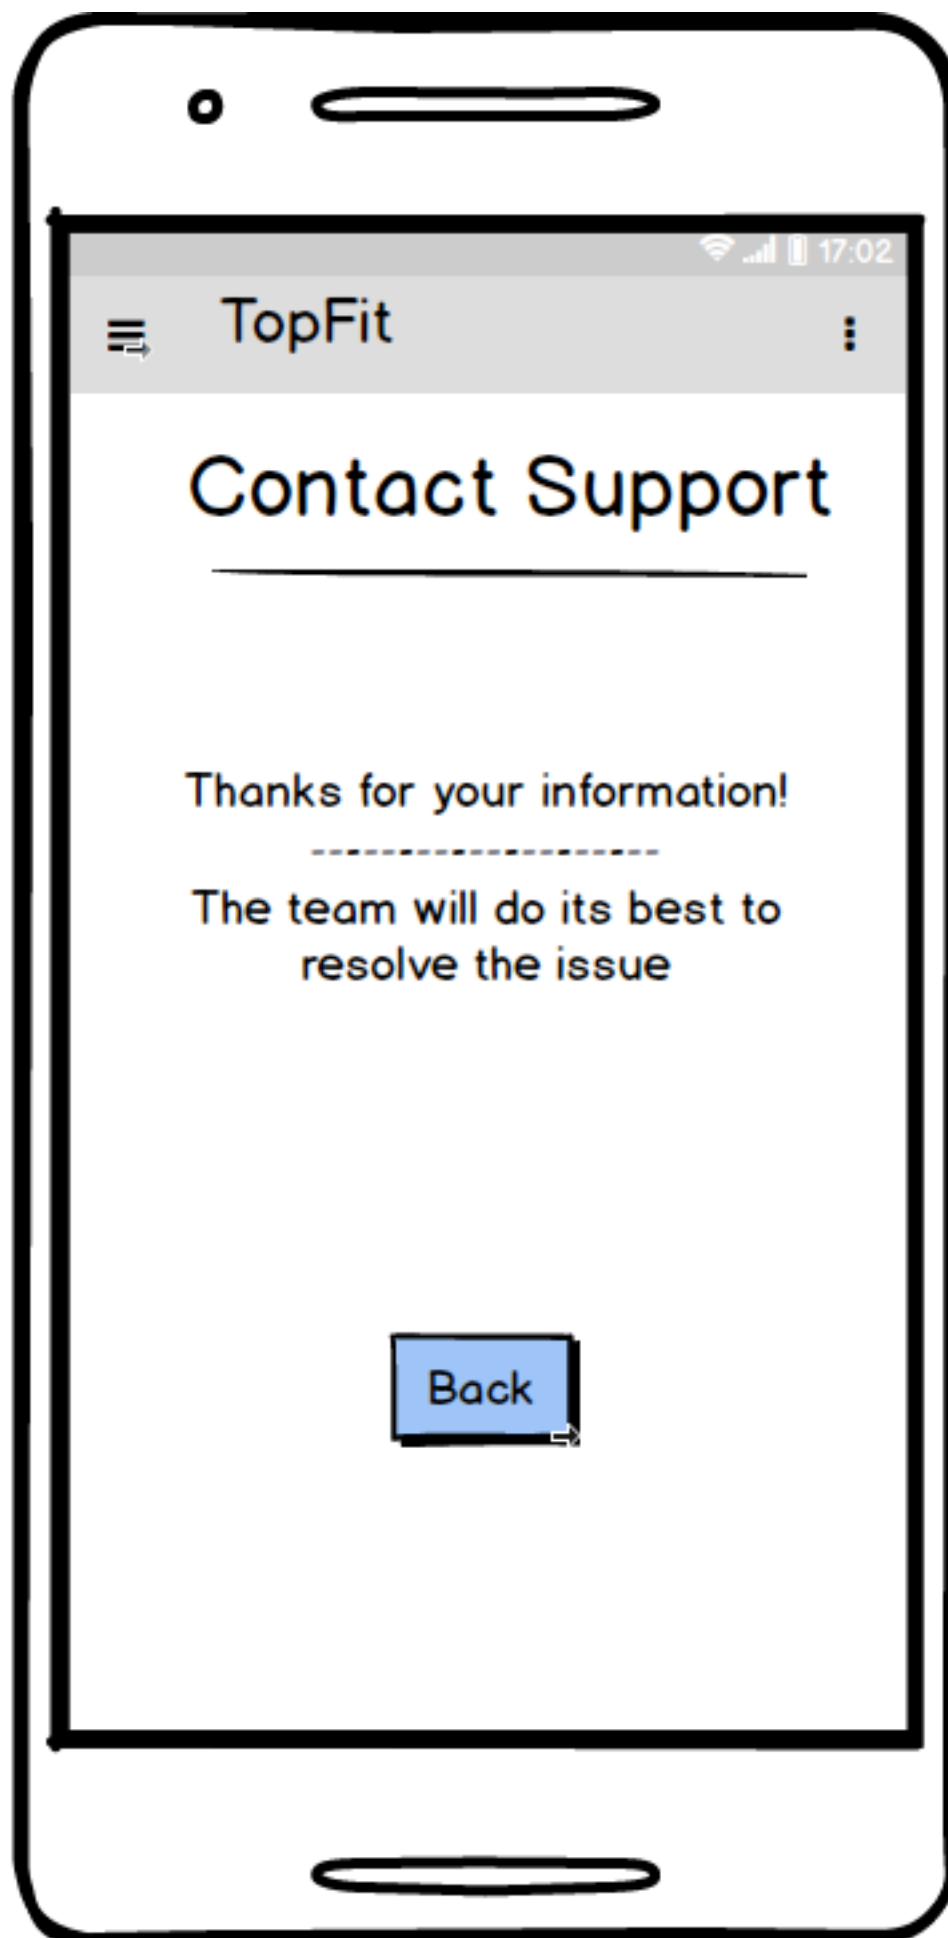 17:02
TopFit
Contact Support
Thanks for your information!
--------------------
The team will do its best to
resolve the issue
Back